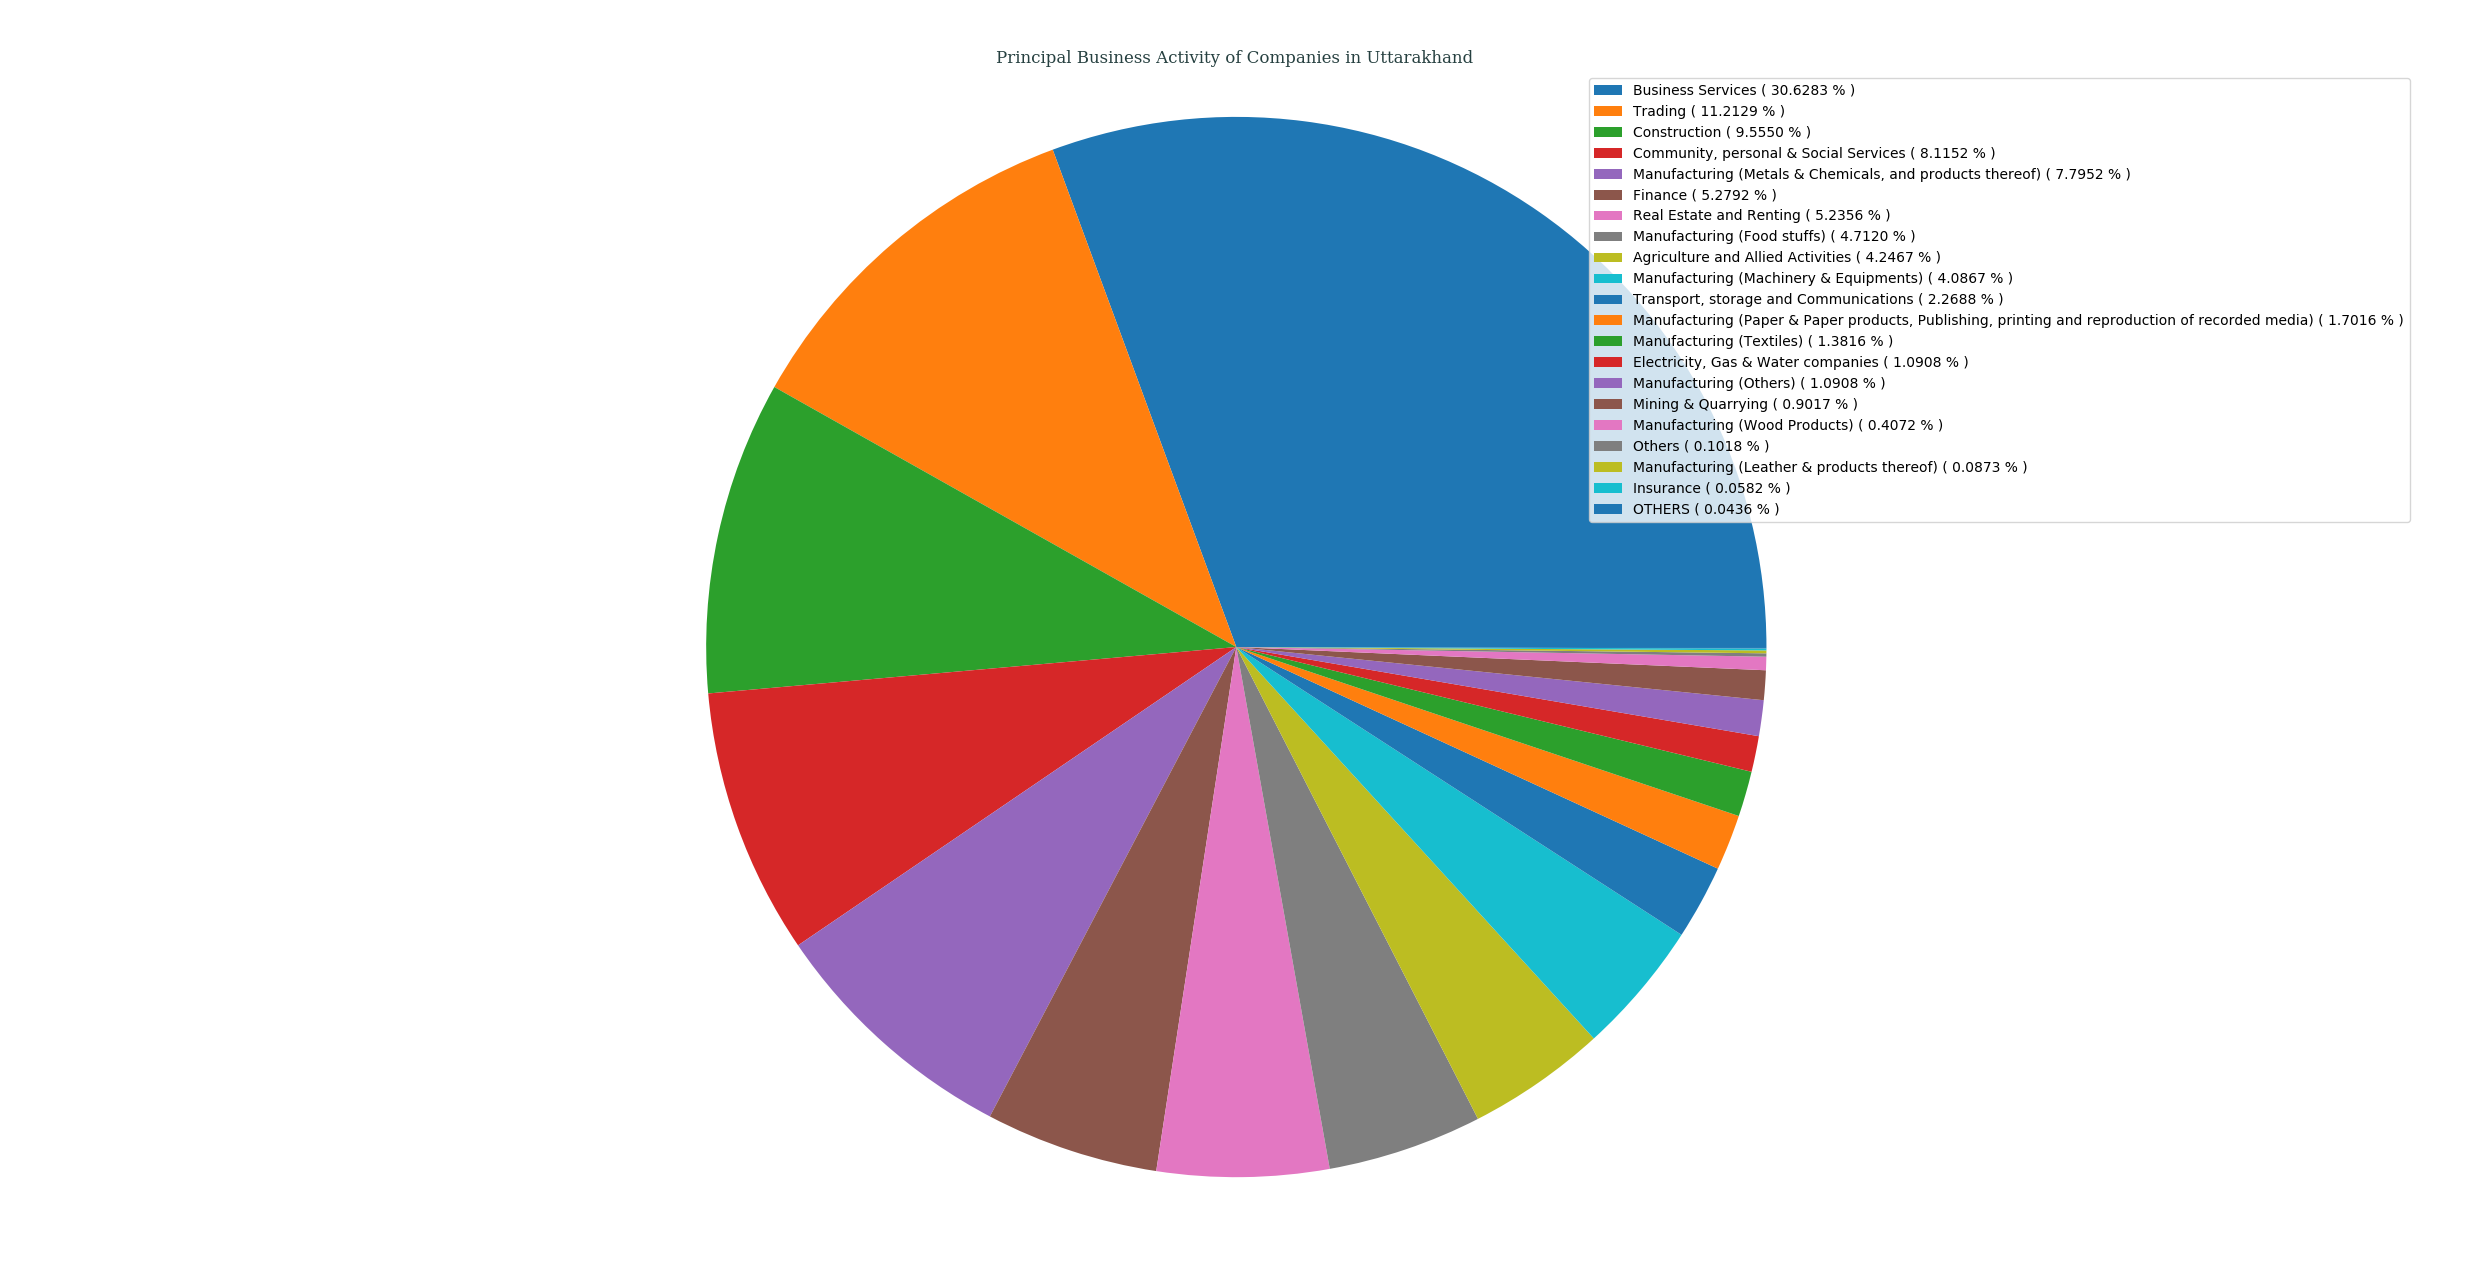 Principal Business Activity of Companies in Uttarakhand
Business Services ( 30.6283 % )
Trading ( 11.2129 % )
Construction ( 9.5550 % )
Community, personal & Social Services ( 8.1152 % )
Manufacturing (Metals & Chemicals, and products thereof) ( 7.7952 % )
Finance ( 5.2792 % )
Real Estate and Renting ( 5.2356 % )
Manufacturing (Food stuffs) ( 4.7120 % )
Agriculture and Allied Activities ( 4.2467 % )
Manufacturing (Machinery & Equipments) ( 4.0867 % )
Transport, storage and Communications ( 2.2688 % )
Manufacturing (Paper & Paper products, Publishing, printing and reproduction of recorded media) ( 1.7016 % )
Manufacturing (Textiles) ( 1.3816 % )
Electricity, Gas & Water companies ( 1.0908 % )
Manufacturing (Others) ( 1.0908 % )
Mining & Quarrying ( 0.9017 % )
Manufacturing (Wood Products) ( 0.4072 % )
Others ( 0.1018 % )
Manufacturing (Leather & products thereof) ( 0.0873 % )
Insurance ( 0.0582 % )
OTHERS ( 0.0436 % )